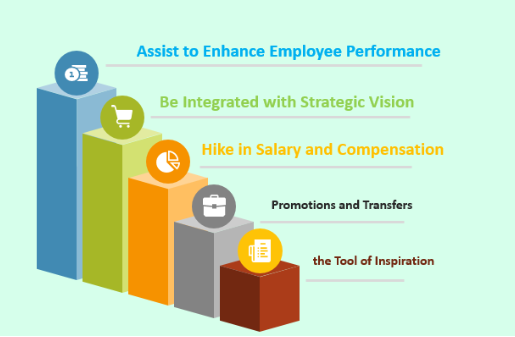 Assist to Enhance Employee Performance
Be Integrated with Strategic Vision
Hike in Salary and Compensation
Promotions and Transfers
the Tool of Inspiration